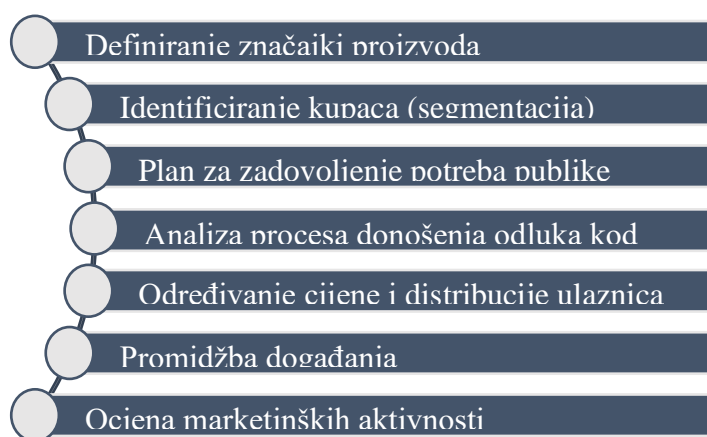 Definiranje značajki proizvoda
Identificiranje kupaca (segmentacija)
Plan za zadovoljenje potreba publike
Analiza procesa donošenja odluka kod
Određivanje cijene i distribucije ulaznica
Promidžba događanja
Ocjena marketinških aktivnosti